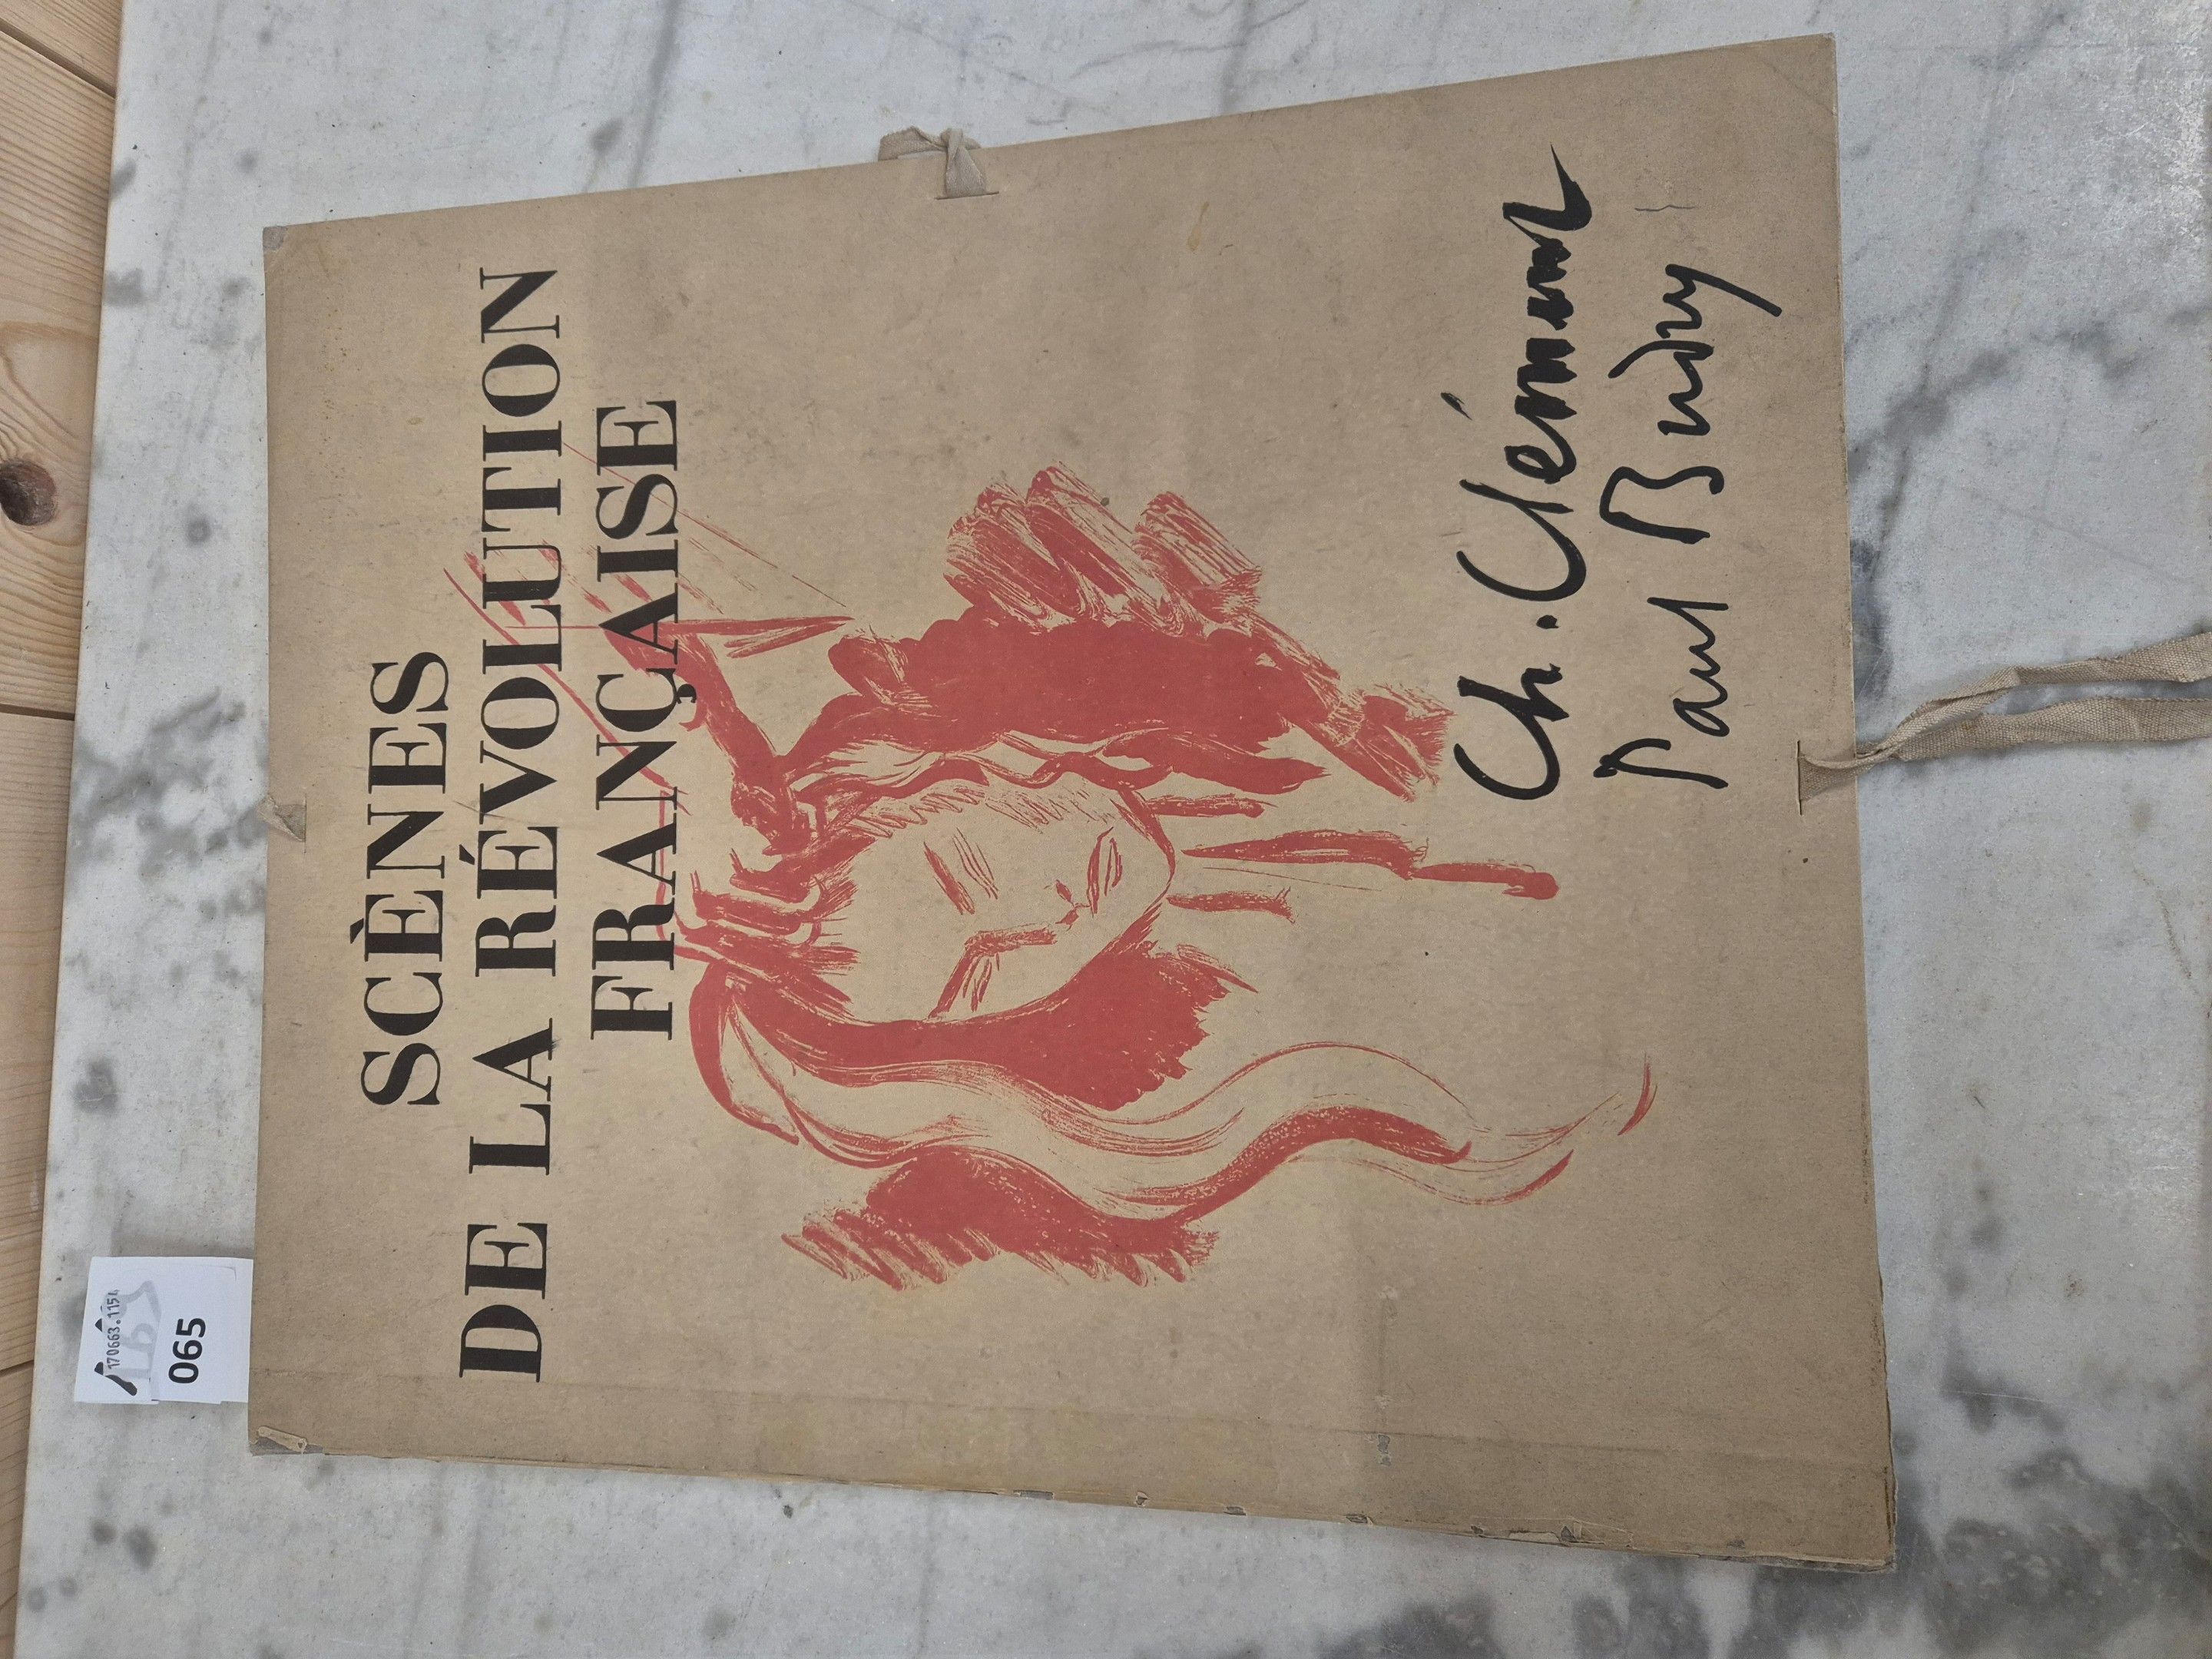 SCÈNES
DE LA RÉVOLUTION
FRANÇAISE
Ch. Clément
Paul Budry
065